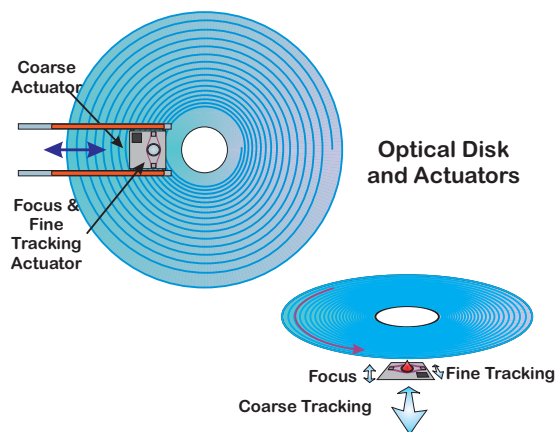 Coarse
Actuator
Optical Disk
and Actuators
Focus &
Fine
Tracking
Actuator
Focus
Fine Tracking
Coarse Tracking